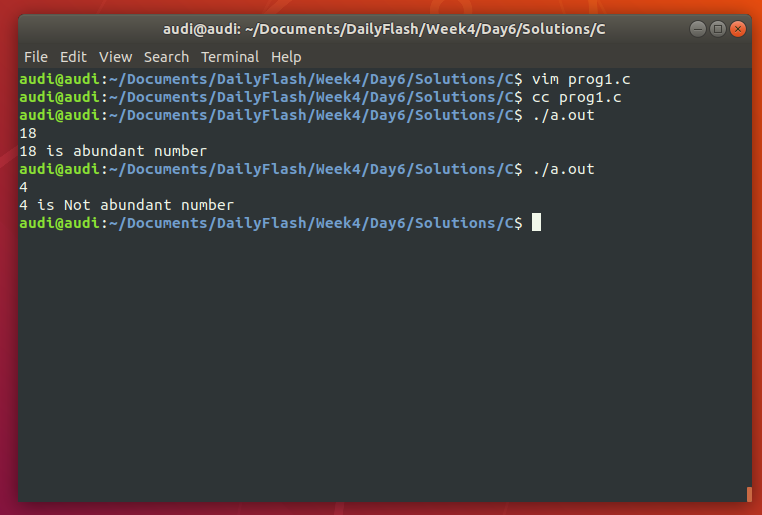 audi@audi: ~/Documents/DailyFlash/Week4/Day6/Solutions/C
File Edit View Search Terminal Help
audi@audi:~/Documents/DailyFlash/Week4/Day6/Solutions/C$ vim prog1.c
audi@audi:~/Documents/DailyFlash/Week4/Day6/Solutions/C$ cc prog1.c
audi@audi:~/Documents/DailyFlash/Week4/Day6/Solutions/C$ ./a.out
18
18 is abundant number
audi@audi:~/Documents/DailyFlash/Week4/Day6/Solutions/C$ ./a.out
4
4 is Not abundant number
audi@audi:~/Documents/DailyFlash/Week4/Day6/Solutions/C$